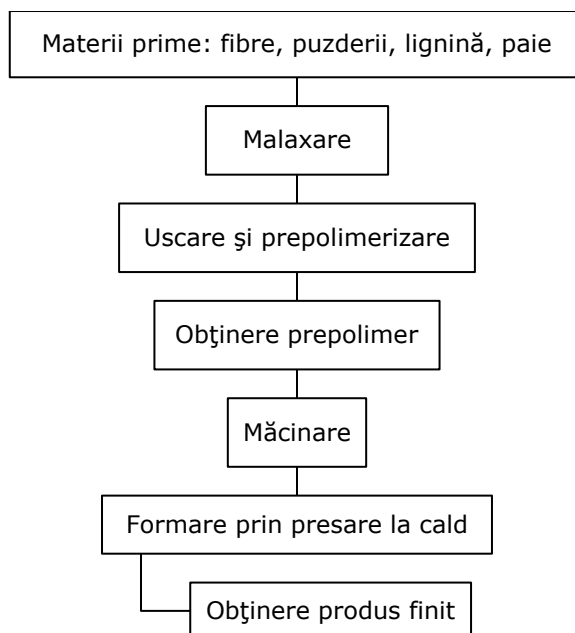 Materii prime: fibre, puzderii, lignină, paie
Malaxare
Uscare şi prepolimerizare
Obţinere prepolimer
Măcinare
Formare prin presare la cald
Obţinere produs finit